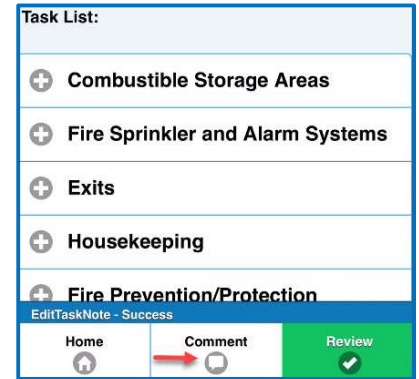 Task List:
Combustible Storage Areas
Fire Sprinkler and Alarm Systems
Exits
Housekeeping
Fire Prevention/Protection
EditTaskNote - Success
Home Comment Review